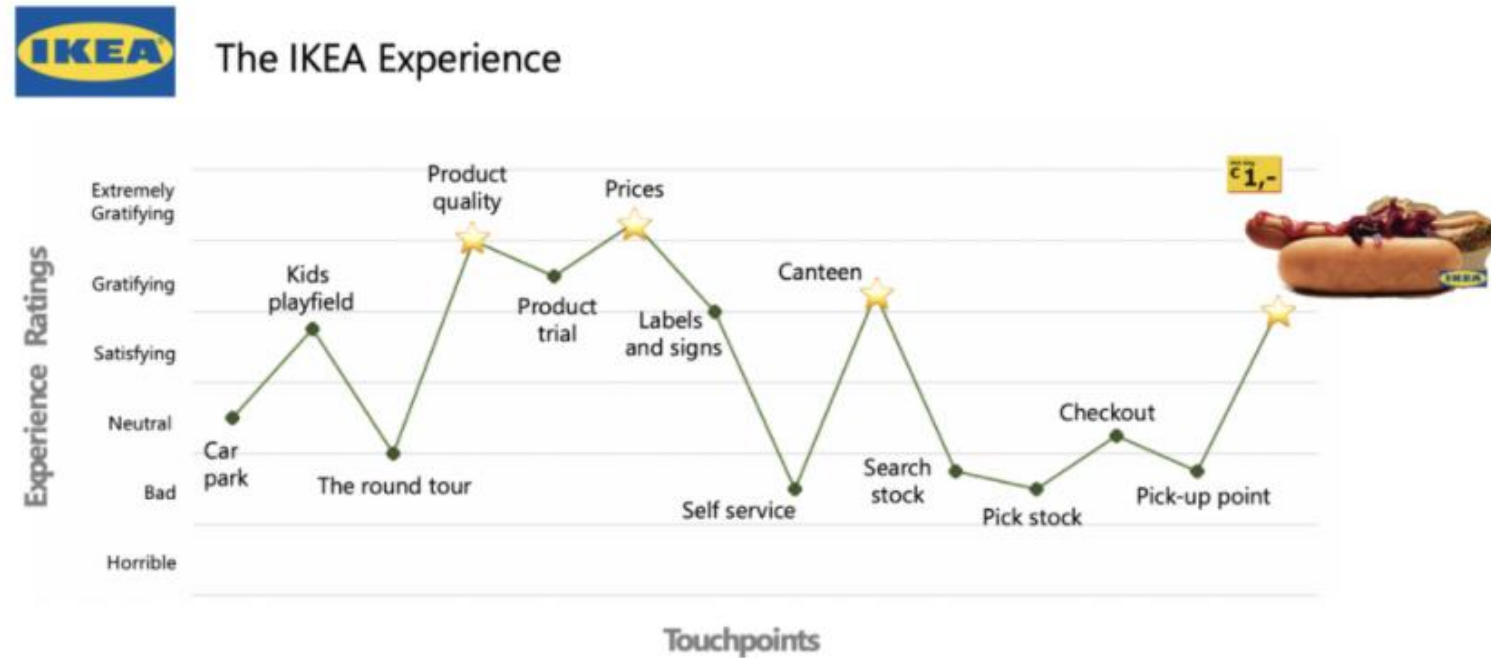 IKEA
The IKEA Experience
Experience Ratings
Extremely
Gratifying
Gratifying
Satisfying
Neutral
Bad
Horrible
Car
park
Kids
playfield
The round tour
Product
quality
Product
trial
Prices
Labels
and signs
Self service
Canteen
Search
stock
Pick stock
Checkout
Pick-up point
€1,-
IKEA
Touchpoints